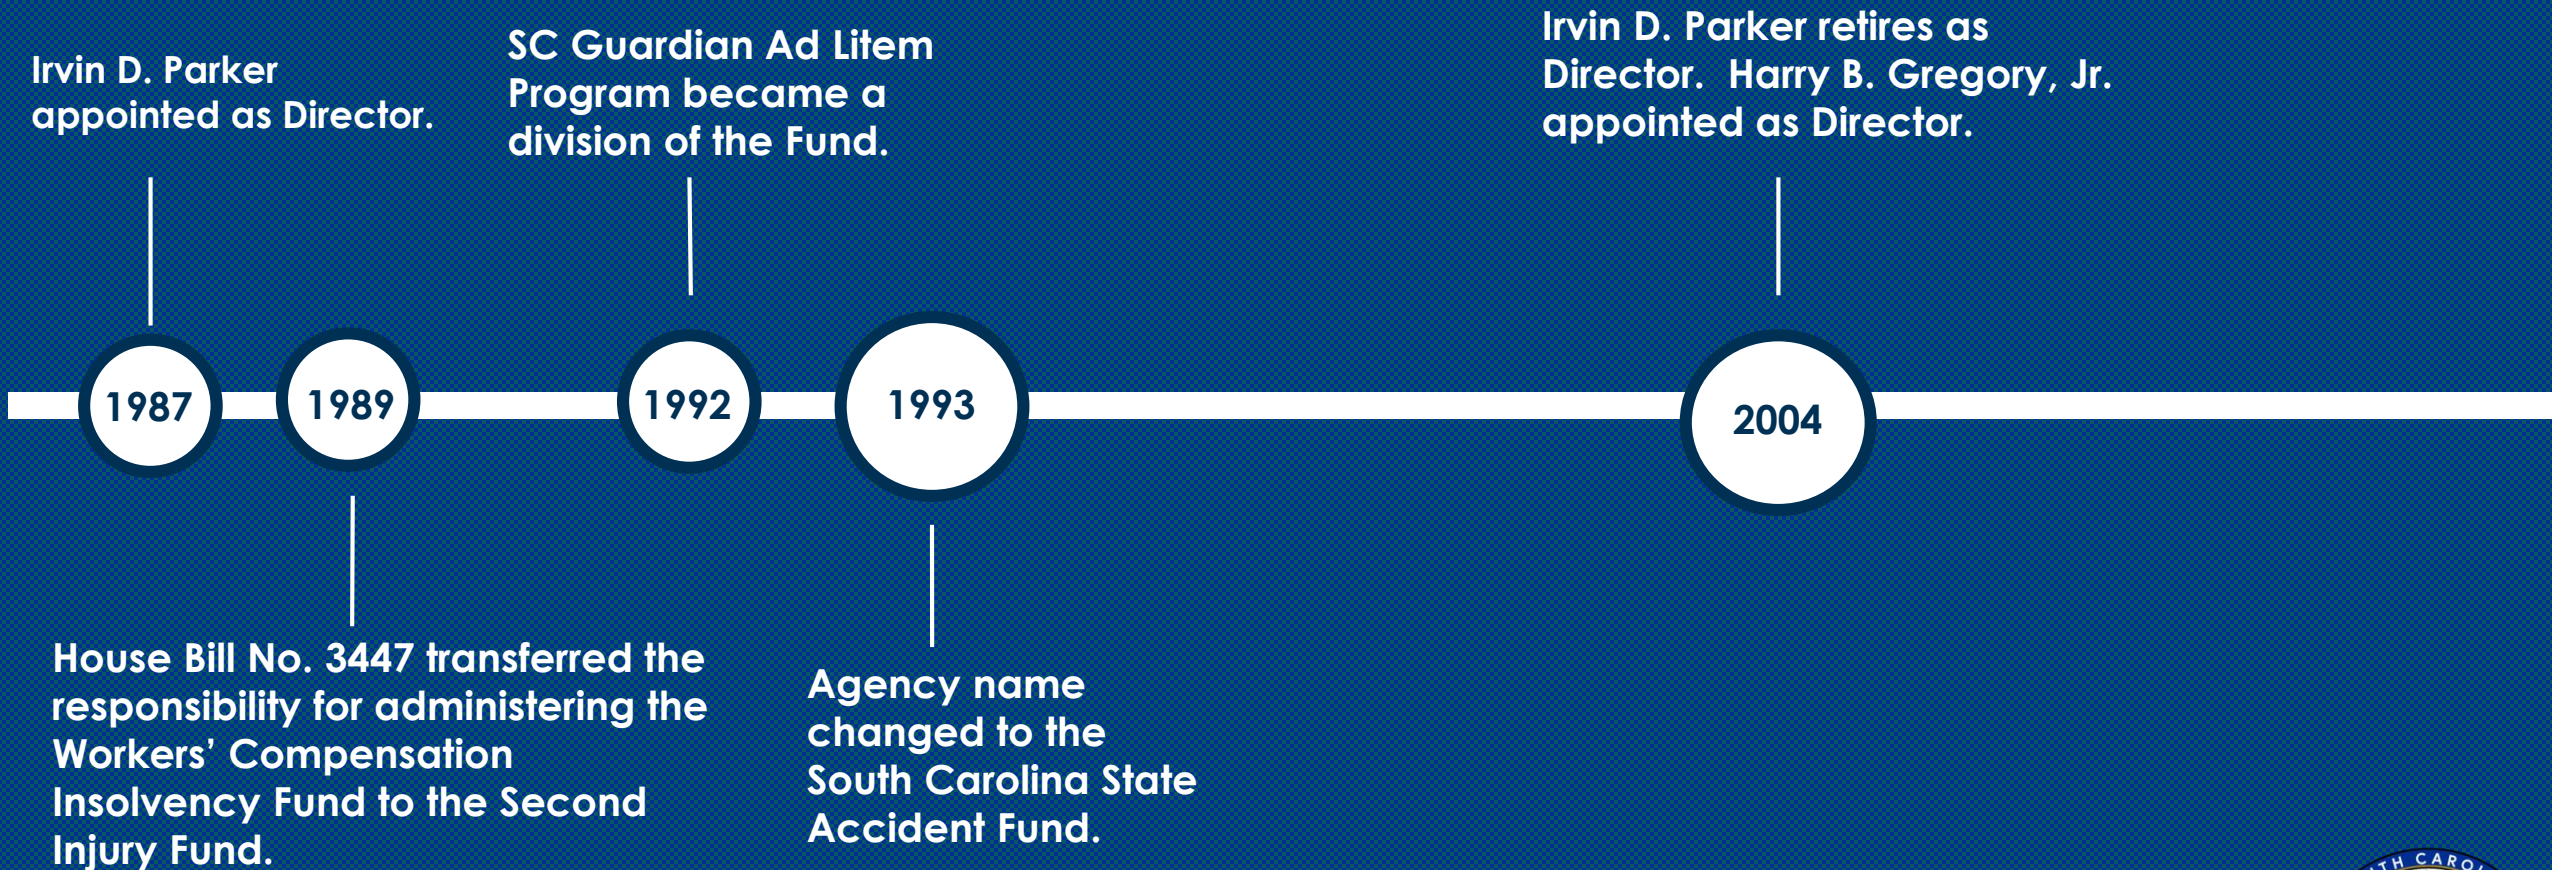 Irvin D. Parker
appointed as Director.
SC Guardian Ad Litem
Program became a
division of the Fund.
Irvin D. Parker retires as
Director.  Harry B. Gregory, Jr.
appointed as Director.
1987
1989
1992
1993
2004
House Bill No. 3447 transferred the
responsibility for administering the
Workers’ Compensation
Insolvency Fund to the Second
Injury Fund.
Agency name
changed to the
South Carolina State
Accident Fund.